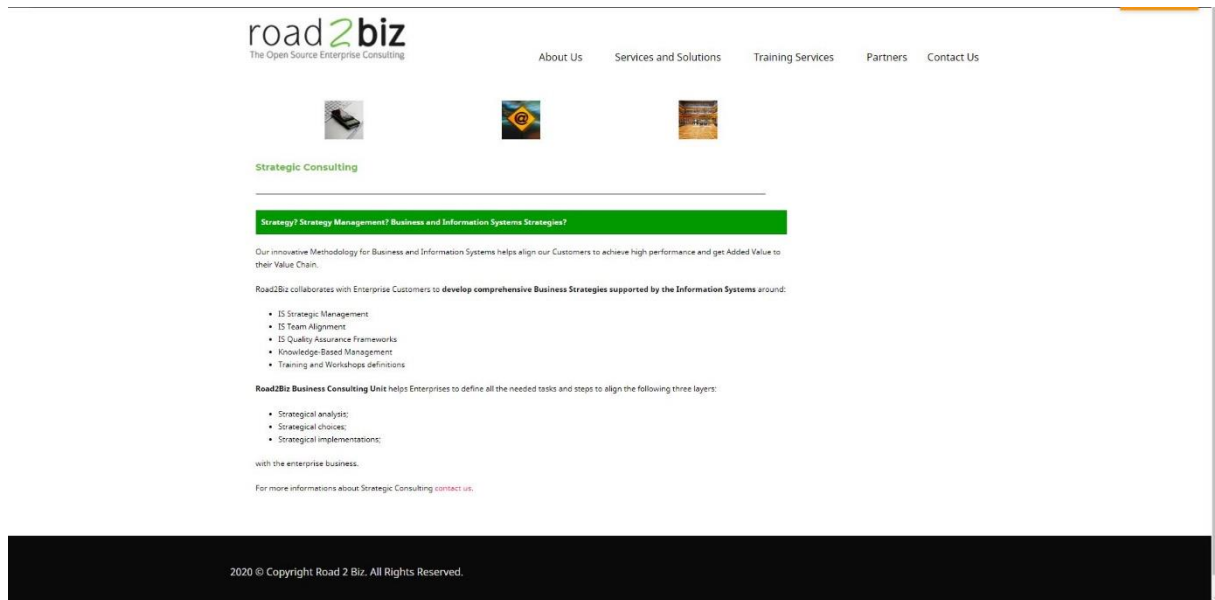 road2biz
The Open Source Enterprise Consulting
About Us Services and Solutions Training Services Partners Contact Us
@
Strategic Consulting
Strategy? Strategy Management? Business and Information Systems Strategies?
Our innovative Methodology for Business and Information Systems helps align our Customers to achieve high performance and get Added Value to
their Value Chain.
Road2Biz collaborates with Enterprise Customers to develop comprehensive Business Strategies supported by the Information Systems around:
• IS Strategic Management
• IS Team Alignment
• IS Quality Assurance Frameworks
• Knowledge-Based Management
• Training and Workshops definitions
Road2Biz Business Consulting Unit helps Enterprises to define all the needed tasks and steps to align the following three layers:
• Strategical analysis;
• Strategical choices;
• Strategical implementations;
with the enterprise business.
For more informations about Strategic Consulting contact us.
2020 © Copyright Road 2 Biz. All Rights Reserved.